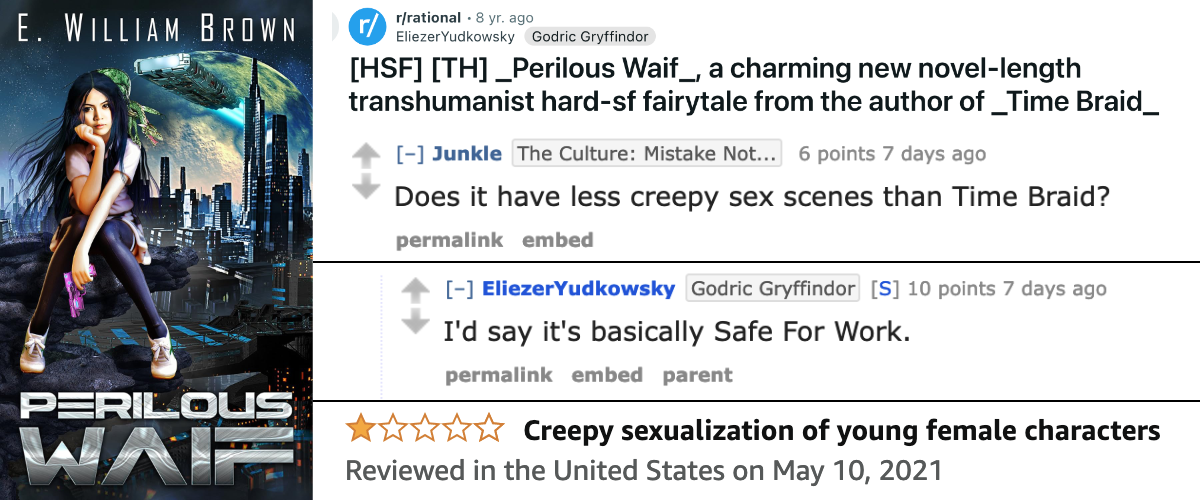 E. WILLIAM BROWN
PERILOUS
WAIF
r/
r/rational • 8 yr. ago
EliezerYudkowsky Godric Gryffindor
[HSF] [TH] _Perilous Waif_, a charming new novel-length
transhumanist hard-sf fairytale from the author of _Time Braid_
[–] Junkle The Culture: Mistake Not... 6 points 7 days ago
Does it have less creepy sex scenes than Time Braid?
permalink embed
[–] EliezerYudkowsky Godric Gryffindor [S] 10 points 7 days ago
I'd say it's basically Safe For Work.
permalink embed parent
Creepy sexualization of young female characters
Reviewed in the United States on May 10, 2021